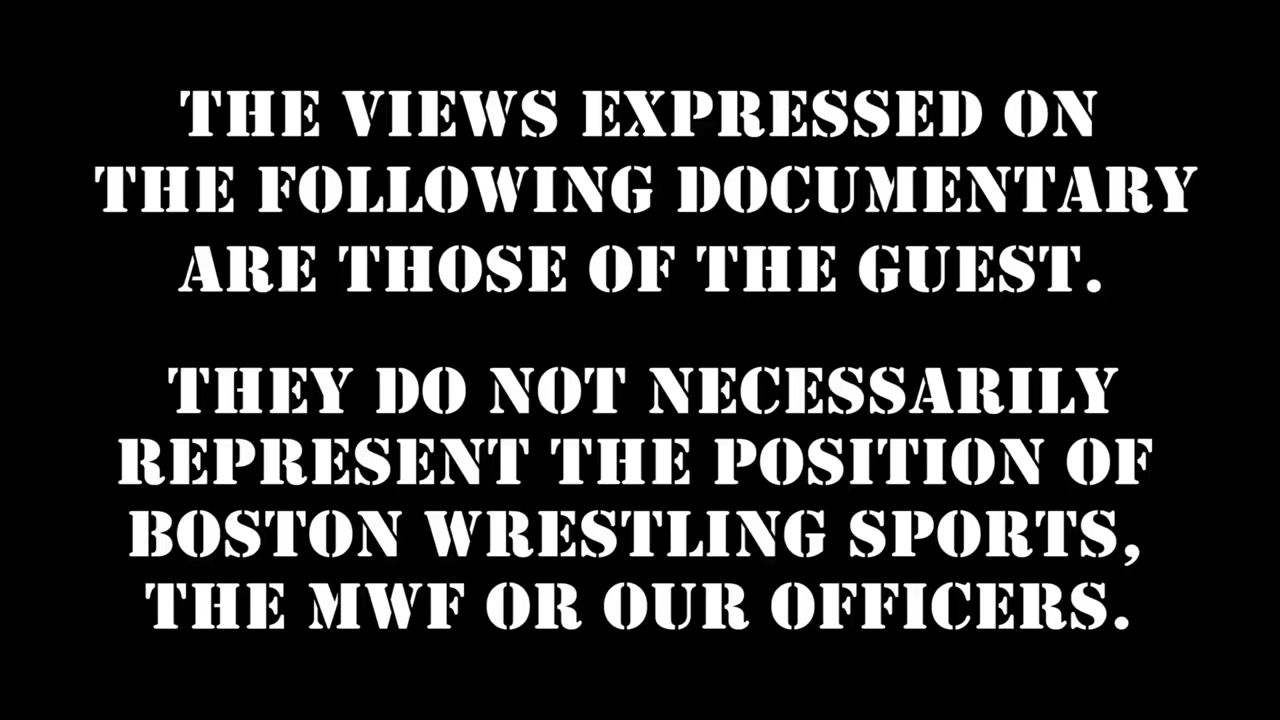 THE VIEWS EXPRESSED ON
THE FOLLOWING DOCUMENTARY
ARE THOSE OF THE GUEST.
THEY DO NOT NECESSARILY
REPRESENT THE POSITION OF
BOSTON WRESTLING SPORTS,
THE MWF OR OUR OFFICERS.